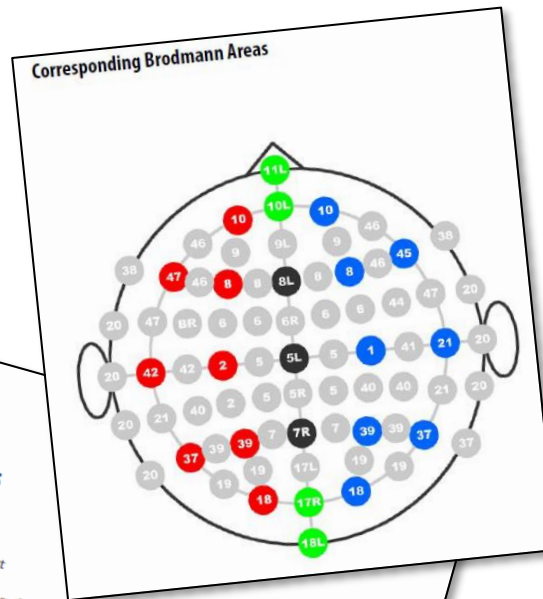 Corresponding Brodmann Areas
11L
10 10L 10
46 9 9L 9 46
38 47 46 8 8 8L 8 8 46 45 38
20 47 BR 6 6 6R 6 6 44 47 20
20 42 42 2 5 5L 5 1 41 21 20
20 21 40 2 5 5R 5 40 40 21 20
37 39 39 7 7R 7 39 39 37
20 19 19 17L 19 19 37
18 17R 18
18L
t